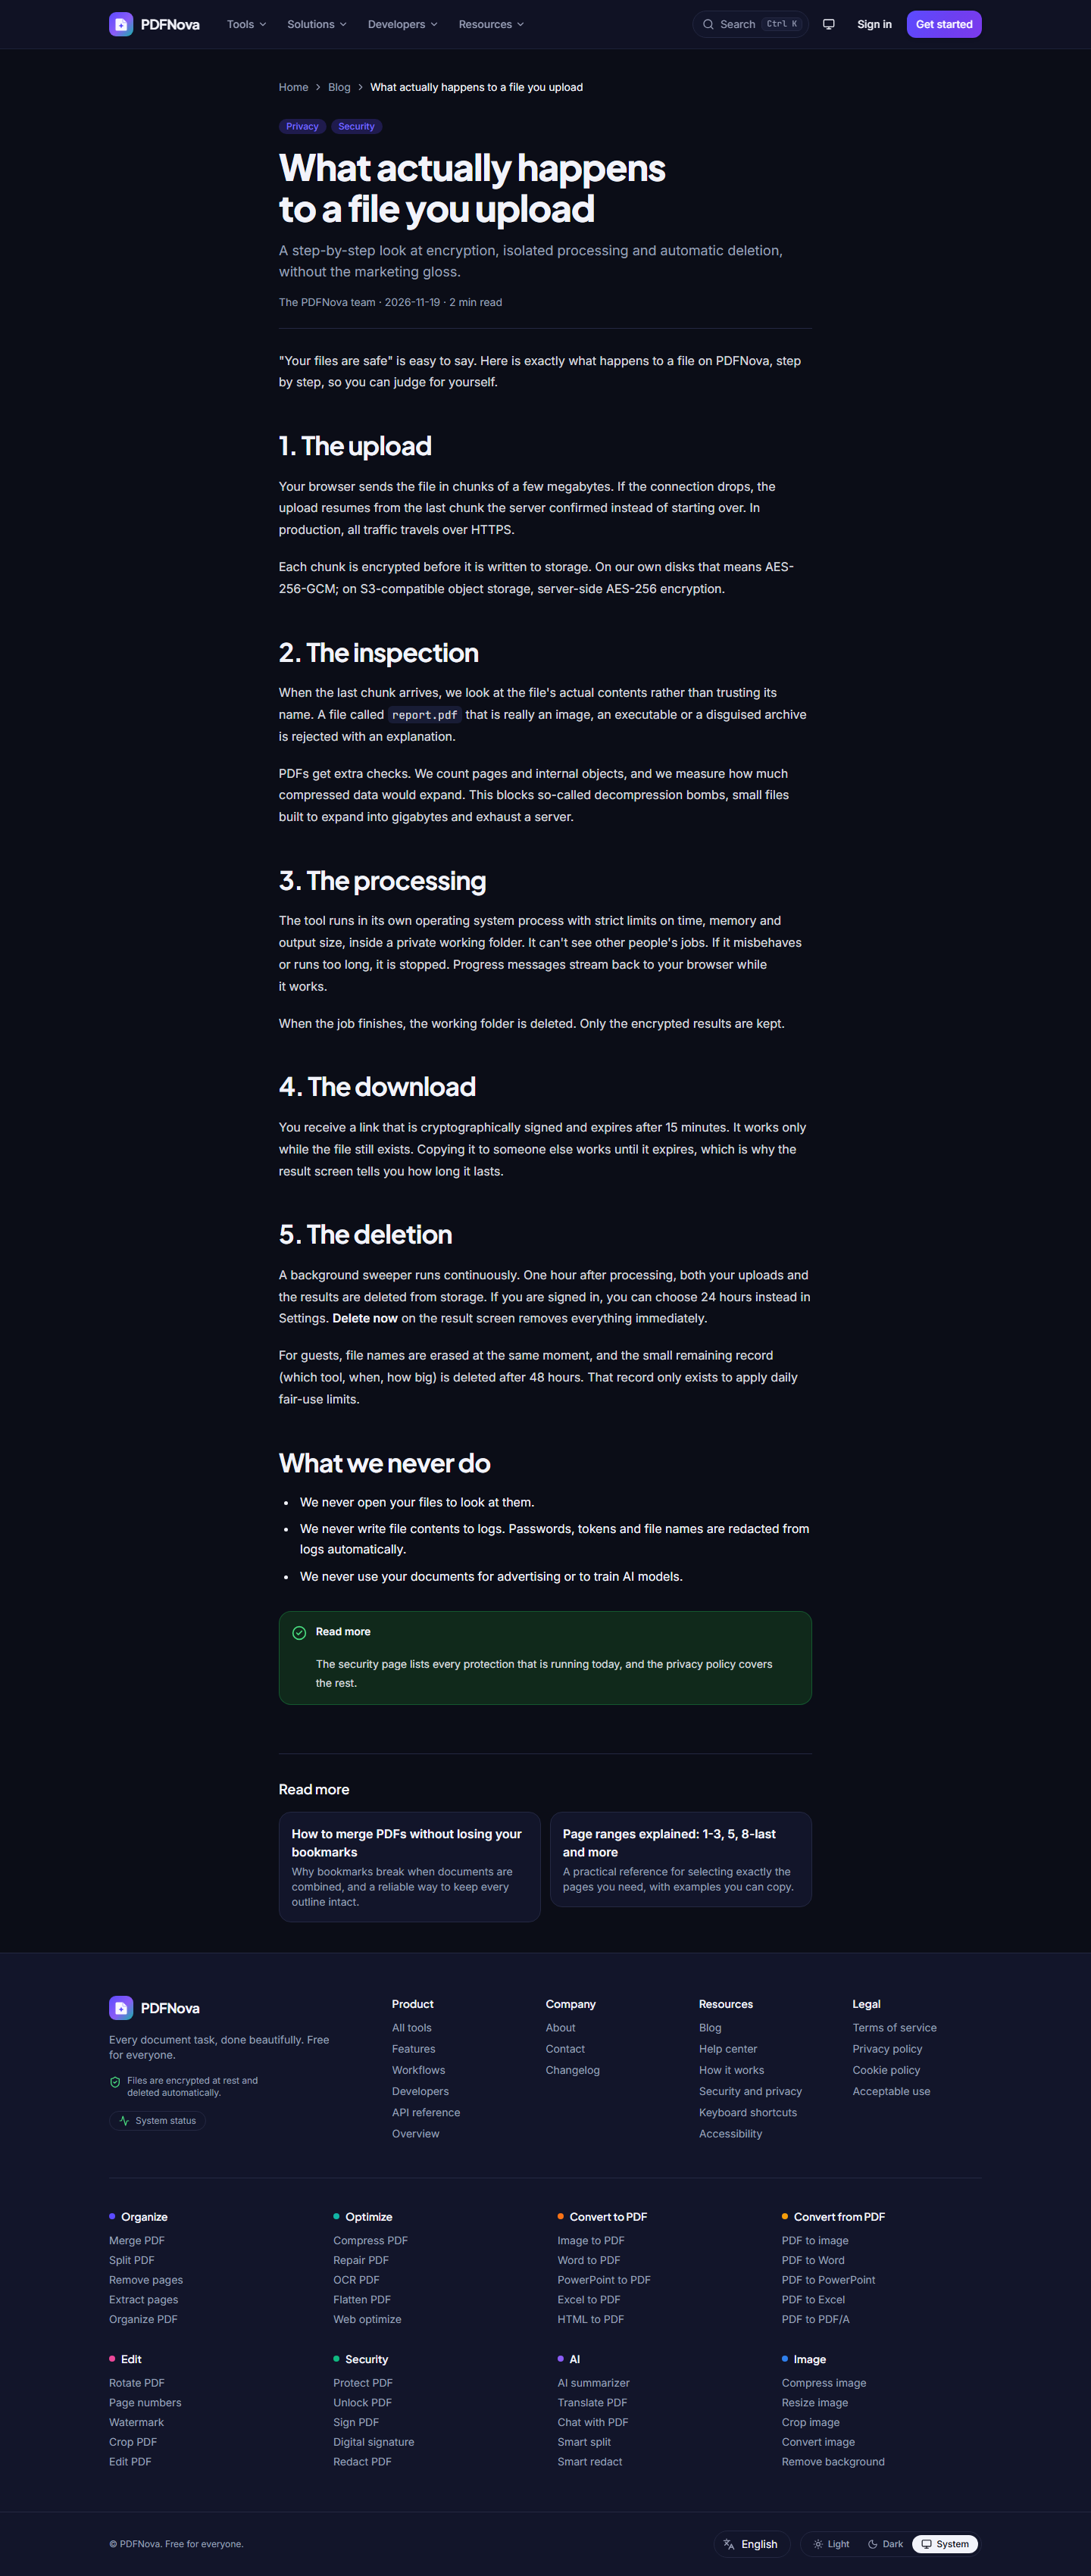 PDFNova
Tools
Solutions
Developers
Resources
Search Ctrl K
Sign in
Get started
Home > Blog > What actually happens to a file you upload
Privacy
Security
What actually happens
to a file you upload
A step-by-step look at encryption, isolated processing and automatic deletion,
without the marketing gloss.
The PDFNova team · 2026-11-19 · 2 min read
"Your files are safe" is easy to say. Here is exactly what happens to a file on PDFNova, step
by step, so you can judge for yourself.
1. The upload
Your browser sends the file in chunks of a few megabytes. If the connection drops, the
upload resumes from the last chunk the server confirmed instead of starting over. In
production, all traffic travels over HTTPS.
Each chunk is encrypted before it is written to storage. On our own disks that means AES-
256-GCM; on S3-compatible object storage, server-side AES-256 encryption.
2. The inspection
When the last chunk arrives, we look at the file's actual contents rather than trusting its
name. A file called report.pdf that is really an image, an executable or a disguised archive
is rejected with an explanation.
PDFs get extra checks. We count pages and internal objects, and we measure how much
compressed data would expand. This blocks so-called decompression bombs, small files
built to expand into gigabytes and exhaust a server.
3. The processing
The tool runs in its own operating system process with strict limits on time, memory and
output size, inside a private working folder. It can't see other people's jobs. If it misbehaves
or runs too long, it is stopped. Progress messages stream back to your browser while
it works.
When the job finishes, the working folder is deleted. Only the encrypted results are kept.
4. The download
You receive a link that is cryptographically signed and expires after 15 minutes. It works only
while the file still exists. Copying it to someone else works until it expires, which is why the
result screen tells you how long it lasts.
5. The deletion
A background sweeper runs continuously. One hour after processing, both your uploads and
the results are deleted from storage. If you are signed in, you can choose 24 hours instead in
Settings. Delete now on the result screen removes everything immediately.
For guests, file names are erased at the same moment, and the small remaining record
(which tool, when, how big) is deleted after 48 hours. That record only exists to apply daily
fair-use limits.
What we never do
• We never open your files to look at them.
• We never write file contents to logs. Passwords, tokens and file names are redacted from
logs automatically.
• We never use your documents for advertising or to train AI models.
Read more
The security page lists every protection that is running today, and the privacy policy covers
the rest.
Read more
How to merge PDFs without losing your
bookmarks
Why bookmarks break when documents are
combined, and a reliable way to keep every
outline intact.
Page ranges explained: 1-3, 5, 8-last
and more
A practical reference for selecting exactly the
pages you need, with examples you can copy.
PDFNova
Every document task, done beautifully. Free
for everyone.
Files are encrypted at rest and
deleted automatically.
System status
Product
All tools
Features
Workflows
Developers
API reference
Overview
Company
About
Contact
Changelog
Resources
Blog
Help center
How it works
Security and privacy
Keyboard shortcuts
Accessibility
Legal
Terms of service
Privacy policy
Cookie policy
Acceptable use
Organize
Merge PDF
Split PDF
Remove pages
Extract pages
Organize PDF
Optimize
Compress PDF
Repair PDF
OCR PDF
Flatten PDF
Web optimize
Convert to PDF
Image to PDF
Word to PDF
PowerPoint to PDF
Excel to PDF
HTML to PDF
Convert from PDF
PDF to image
PDF to Word
PDF to PowerPoint
PDF to Excel
PDF to PDF/A
Edit
Rotate PDF
Page numbers
Watermark
Crop PDF
Edit PDF
Security
Protect PDF
Unlock PDF
Sign PDF
Digital signature
Redact PDF
AI
AI summarizer
Translate PDF
Chat with PDF
Smart split
Smart redact
Image
Compress image
Resize image
Crop image
Convert image
Remove background
© PDFNova. Free for everyone.
English
Light
Dark
System